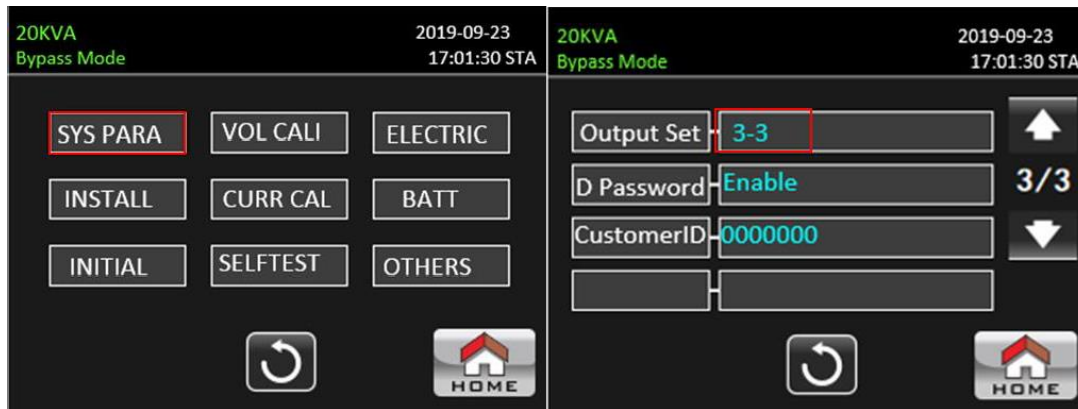 20KVA 2019-09-23
Bypass Mode 17:01:30 STA
SYS PARA VOL CALI ELECTRIC
INSTALL CURR CAL BATT
INITIAL SELFTEST OTHERS
HOME
20KVA 2019-09-23
Bypass Mode 17:01:30 STA
Output Set 3-3
D Password Enable 3/3
CustomerID 0000000
HOME